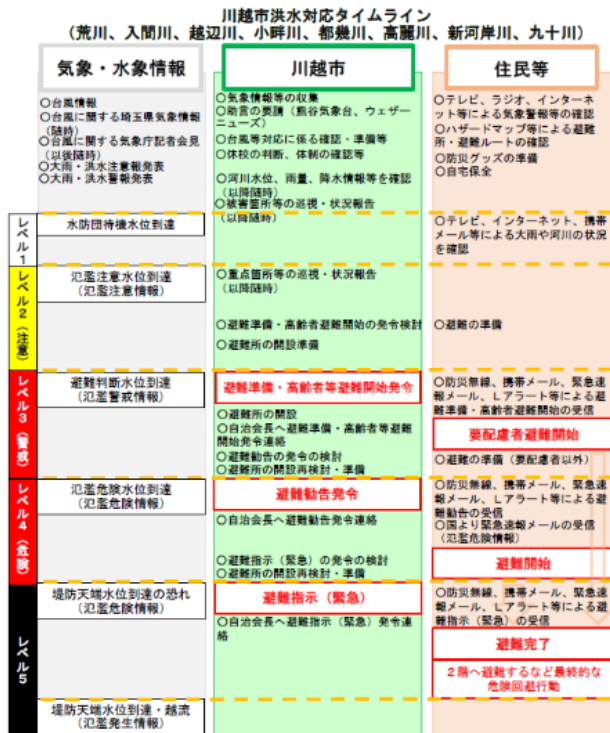 川越市洪水対応タイムライン
(荒川、入間川、越辺川、小畔川、都幾川、高麗川、新河岸川、九十川)
気象・水象情報
○台風情報
○台風に関する埼玉県気象情報
(随時)
○台風に関する気象庁記者会見
(以後随時)
○大雨・洪水注意報発表
○大雨・洪水警報発表
川越市
○気象情報等の収集
○助言の要請(熊谷気象台、ウェザー
ニューズ)
○台風等対応に係る確認・準備等
○休校の判断、体制の確認等
○河川水位、雨量、降水情報等を確認
(以降随時)
○被害箇所等の巡視・状況報告
(以降随時)
住民等
○テレビ、ラジオ、インターネ
ット等による気象警報等の確認
○ハザードマップ等による避難
所・避難ルートの確認
○防災グッズの準備
○自宅保全
レベル1
水防団待機水位到達
○テレビ、インターネット、携帯
メール等による大雨や河川の状況
を確認
レベル2(注意)
氾濫注意水位到達
(氾濫注意情報)
○重点箇所等の巡視・状況報告
(以降随時)
○避難準備・高齢者避難開始の発令検討
○避難所の開設準備
○避難の準備
レベル3(警戒)
避難判断水位到達
(氾濫警戒情報)
避難準備・高齢者等避難開始発令
○避難所の開設
○自治会長へ避難準備・高齢者等避難
開始発令連絡
○避難勧告の発令の検討
○避難所の開設再検討・準備
○防災無線、携帯メール、緊急速
報メール、Lアラート等による避
難準備・高齢者避難開始の受信
要配慮者避難開始
○避難の準備(要配慮者以外)
レベル4(危険)
氾濫危険水位到達
(氾濫危険情報)
避難勧告発令
○自治会長へ避難勧告発令連絡
○避難指示(緊急)の発令の検討
○避難所の開設再検討・準備
○防災無線、携帯メール、緊急速
報メール、Lアラート等による避
難勧告の受信
○国より緊急速報メールの受信
(氾濫危険情報)
避難開始
レベル5
堤防天端水位到達の恐れ
(氾濫危険情報)
避難指示(緊急)
○自治会長へ避難指示(緊急)発令連
絡
○防災無線、携帯メール、緊急速
報メール、Lアラート等による避
難指示(緊急)の受信
避難完了
2階へ避難するなど最終的な
危険回避行動
堤防天端水位到達・越流
(氾濫発生情報)